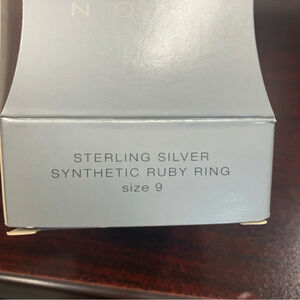 STERLING SILVER
SYNTHETIC RUBY RING
size 9